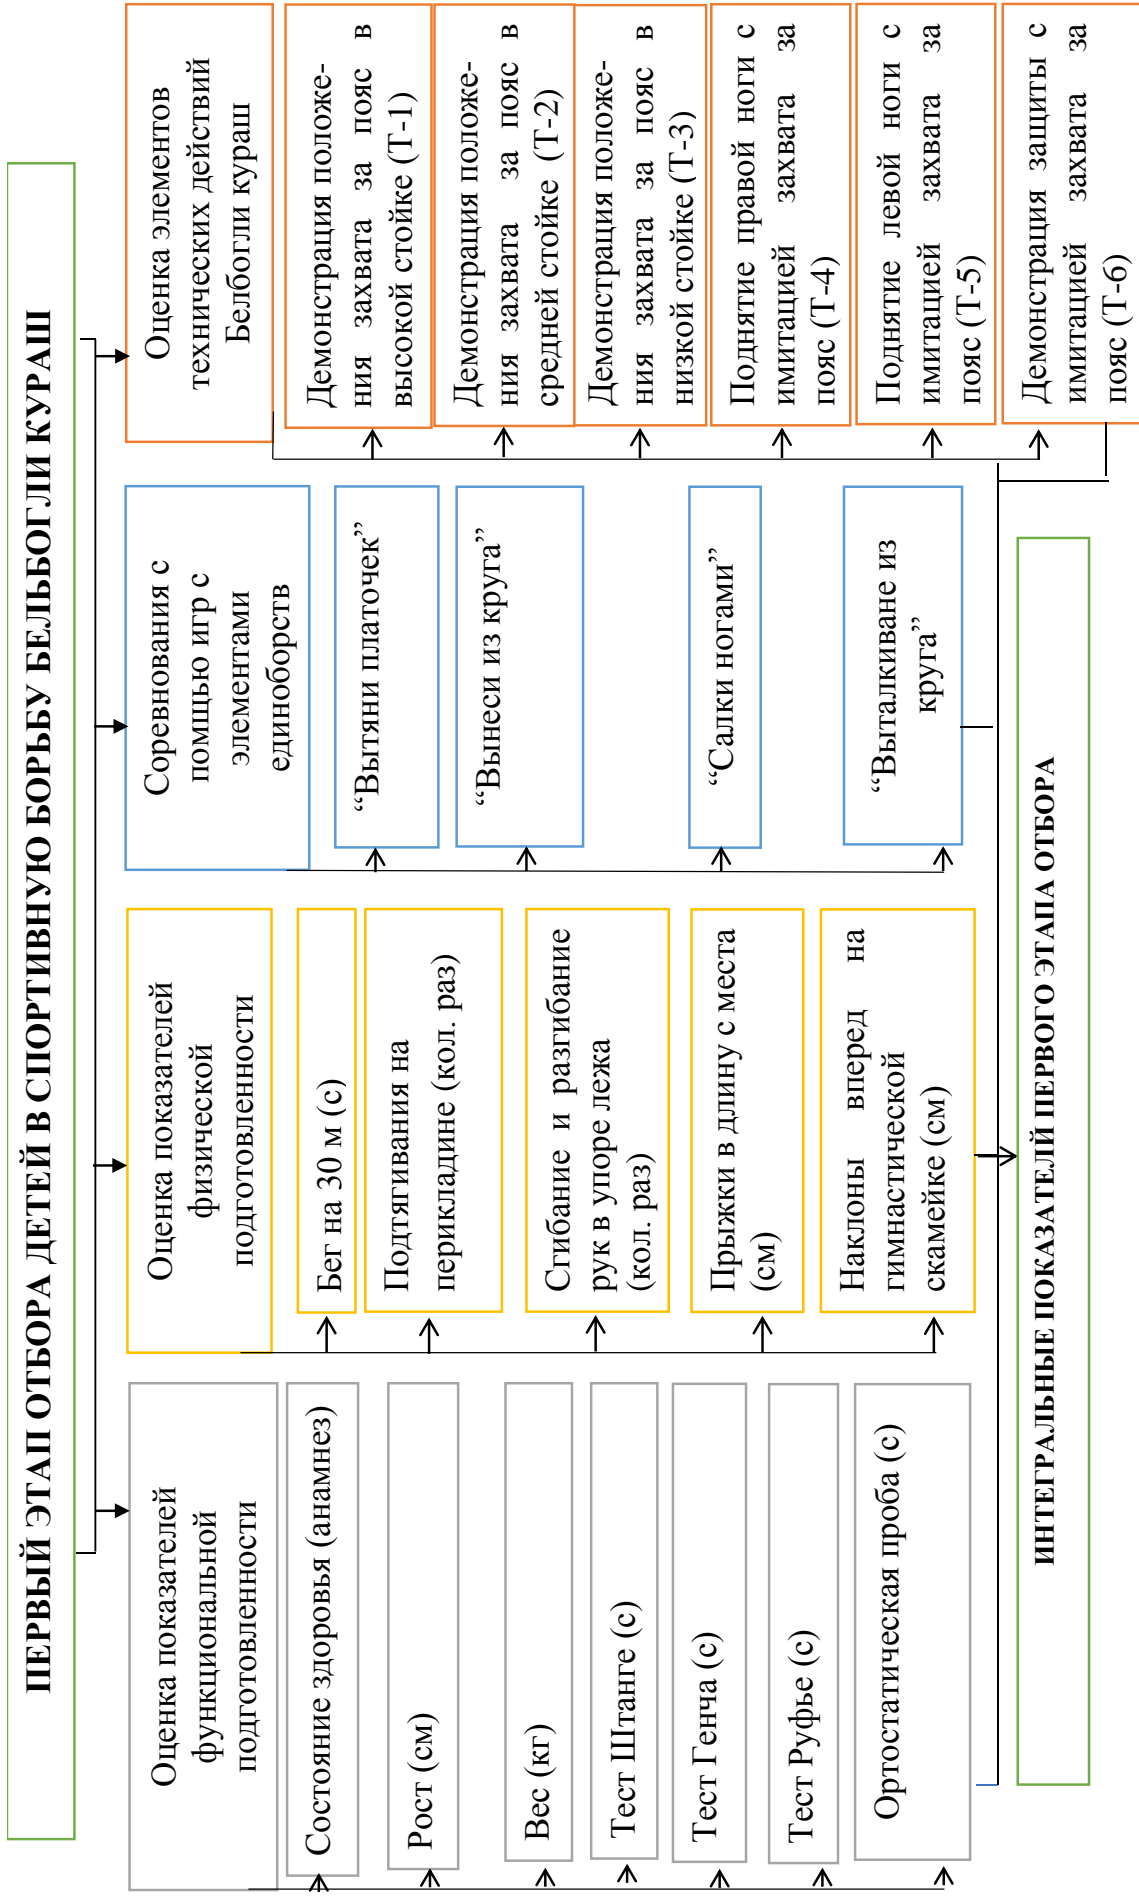 ПЕРВЫЙ ЭТАП ОТБОРА ДЕТЕЙ В СПОРТИВНУЮ БОРЬБУ БЕЛЬБОГЛИ КУРАШ
Оценка показателей
функциональной
подготовленности
Состояние здоровья (анамнез)
Рост (см)
Вес (кг)
Тест Штанге (с)
Тест Генча (с)
Тест Руфье (с)
Ортостатическая проба (с)
Оценка показателей
физической
подготовленности
Бег на 30 м (с)
Подтягивания на
перикладине (кол. раз)
Сгибание и разгибание
рук в упоре лежа
(кол. раз)
Прыжки в длину с места
(см)
Наклоны вперед на
гимнастической
скамейке (см)
Соревнования с
помщью игр с
элементами
единоборств
“Вытяни платочек”
“Вынеси из круга”
“Салки ногами”
“Выталкиване из
круга”
Оценка элементов
технических действий
Белбогли кураш
Демонстрация положе-
ния захвата за пояс в
высокой стойке (Т-1)
Демонстрация положе-
ния захвата за пояс в
средней стойке (Т-2)
Демонстрация положе-
ния захвата за пояс в
низкой стойке (Т-3)
Поднятие правой ноги с
имитацией захвата за
пояс (Т-4)
Поднятие левой ноги с
имитацией захвата за
пояс (Т-5)
Демонстрация защиты с
имитацией захвата за
пояс (Т-6)
ИНТЕГРАЛЬНЫЕ ПОКАЗАТЕЛЙ ПЕРВОГО ЭТАПА ОТБОРА